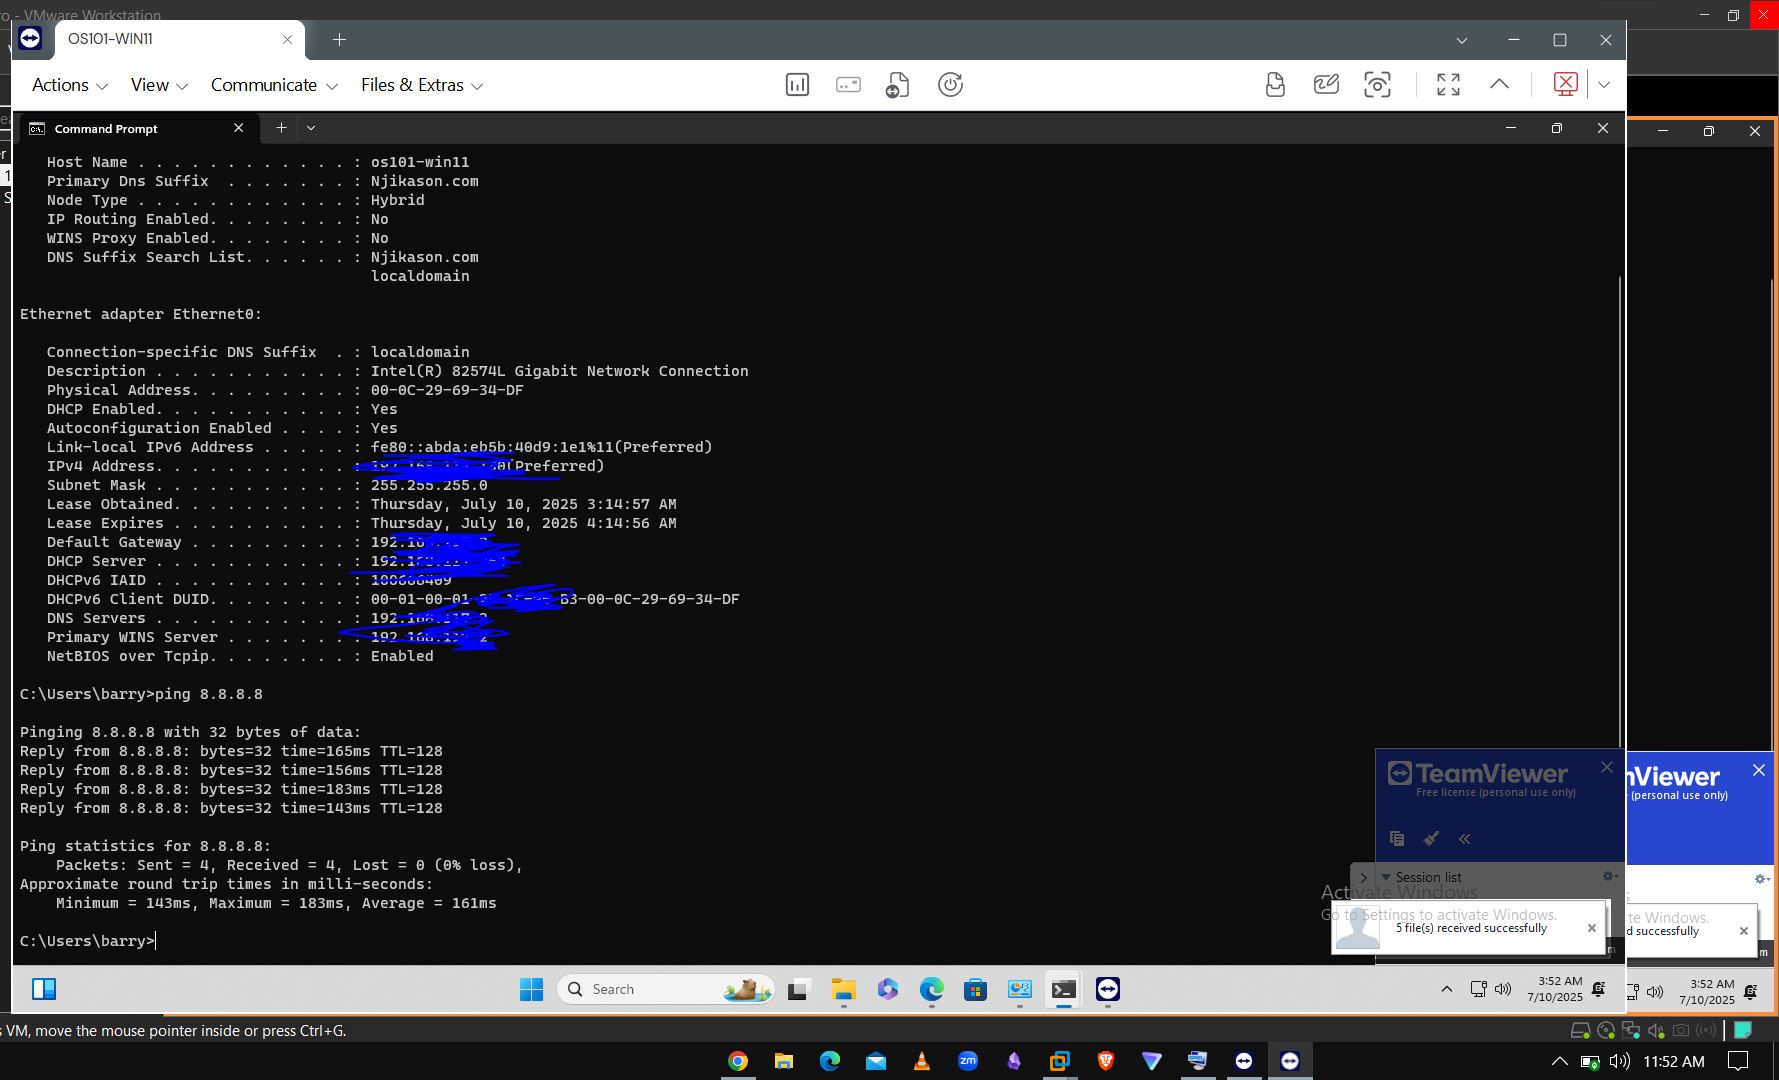 ro - VMware Workstation
OS101-WIN11
Actions View Communicate Files & Extras
Command Prompt
Host Name . . . . . . . . . . . . : os101-win11
Primary Dns Suffix . . . . . . . : Njikason.com
Node Type . . . . . . . . . . . . : Hybrid
IP Routing Enabled. . . . . . . . : No
WINS Proxy Enabled. . . . . . . . : No
DNS Suffix Search List. . . . . . : Njikason.com
localdomain
Ethernet adapter Ethernet0:
Connection-specific DNS Suffix . : localdomain
Description . . . . . . . . . . . : Intel(R) 82574L Gigabit Network Connection
Physical Address. . . . . . . . . : 00-0C-29-69-34-DF
DHCP Enabled. . . . . . . . . . . : Yes
Autoconfiguration Enabled . . . . : Yes
Link-local IPv6 Address . . . . . : fe80::abda:eb5b:40d9:1e1%11(Preferred)
IPv4 Address. . . . . . . . . . . : (Preferred)
Subnet Mask . . . . . . . . . . . : 255.255.255.0
Lease Obtained. . . . . . . . . . : Thursday, July 10, 2025 3:14:57 AM
Lease Expires . . . . . . . . . . : Thursday, July 10, 2025 4:14:56 AM
Default Gateway . . . . . . . . . : 192.
DHCP Server . . . . . . . . . . . : 192.
DHCPv6 IAID . . . . . . . . . . . :
DHCPv6 Client DUID. . . . . . . . : 00-01-00-01 B3-00-0C-29-69-34-DF
DNS Servers . . . . . . . . . . . : 192.
Primary WINS Server . . . . . . . : 192.
NetBIOS over Tcpip. . . . . . . . : Enabled
C:\Users\barry>ping 8.8.8.8
Pinging 8.8.8.8 with 32 bytes of data:
Reply from 8.8.8.8: bytes=32 time=165ms TTL=128
Reply from 8.8.8.8: bytes=32 time=156ms TTL=128
Reply from 8.8.8.8: bytes=32 time=183ms TTL=128
Reply from 8.8.8.8: bytes=32 time=143ms TTL=128
Ping statistics for 8.8.8.8:
Packets: Sent = 4, Received = 4, Lost = 0 (0% loss),
Approximate round trip times in milli-seconds:
Minimum = 143ms, Maximum = 183ms, Average = 161ms
C:\Users\barry>
TeamViewer
Free license (personal use only)
Session list
Activate Windows
Go to Settings to activate Windows.
5 file(s) received successfully
nViewer
(personal use only)
te Windows.
d successfully
Search
3:52 AM
7/10/2025
3:52 AM
7/10/2025
s VM, move the mouse pointer inside or press Ctrl+G.
zm
11:52 AM